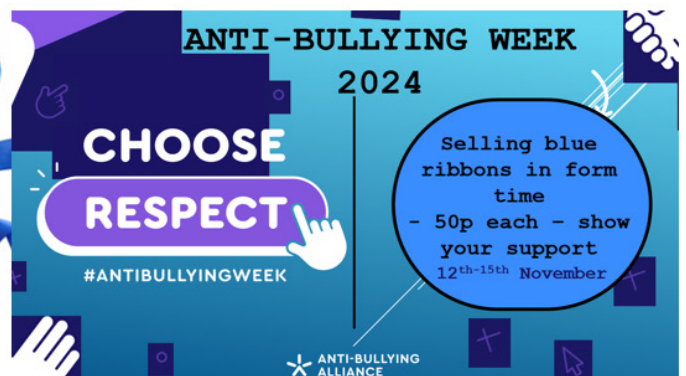 ANTI-BULLYING WEEK
2024
CHOOSE
RESPECT
#ANTIBULLYINGWEEK
Selling blue
ribbons in form
time
- 50p each – show
your support
12th-15th November
ANTI-BULLYING
ALLIANCE